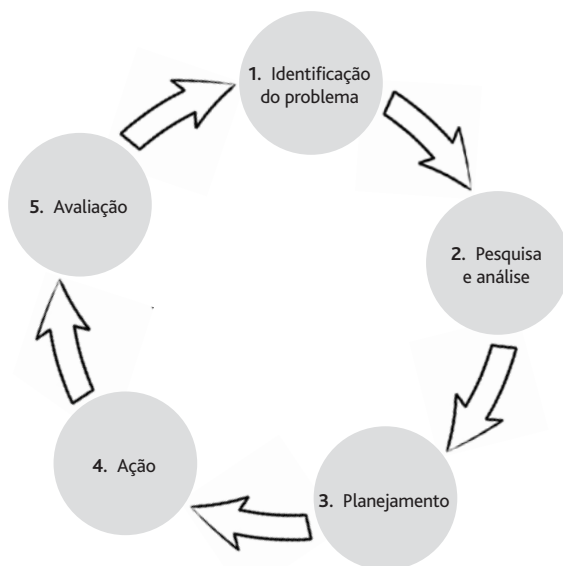 1. Identificação
do problema
2. Pesquisa
e análise
3. Planejamento
4. Ação
5. Avaliação